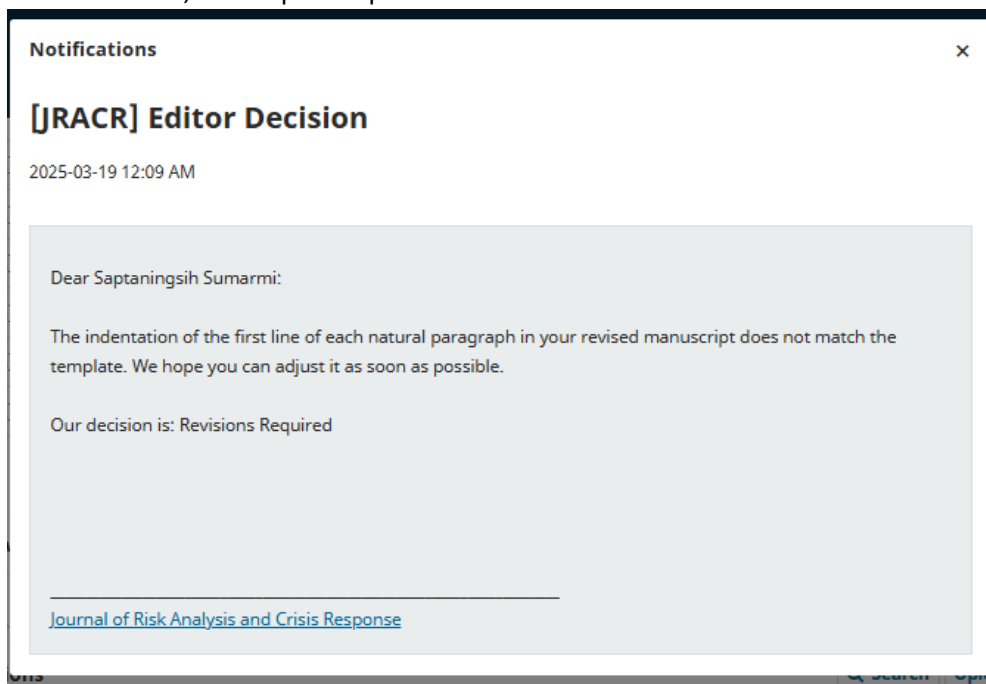 Notifications ×
[JRACR] Editor Decision
2025-03-19 12:09 AM
Dear Saptaningsih Sumarmi:
The indentation of the first line of each natural paragraph in your revised manuscript does not match the
template. We hope you can adjust it as soon as possible.
Our decision is: Revisions Required
Journal of Risk Analysis and Crisis Response
Search